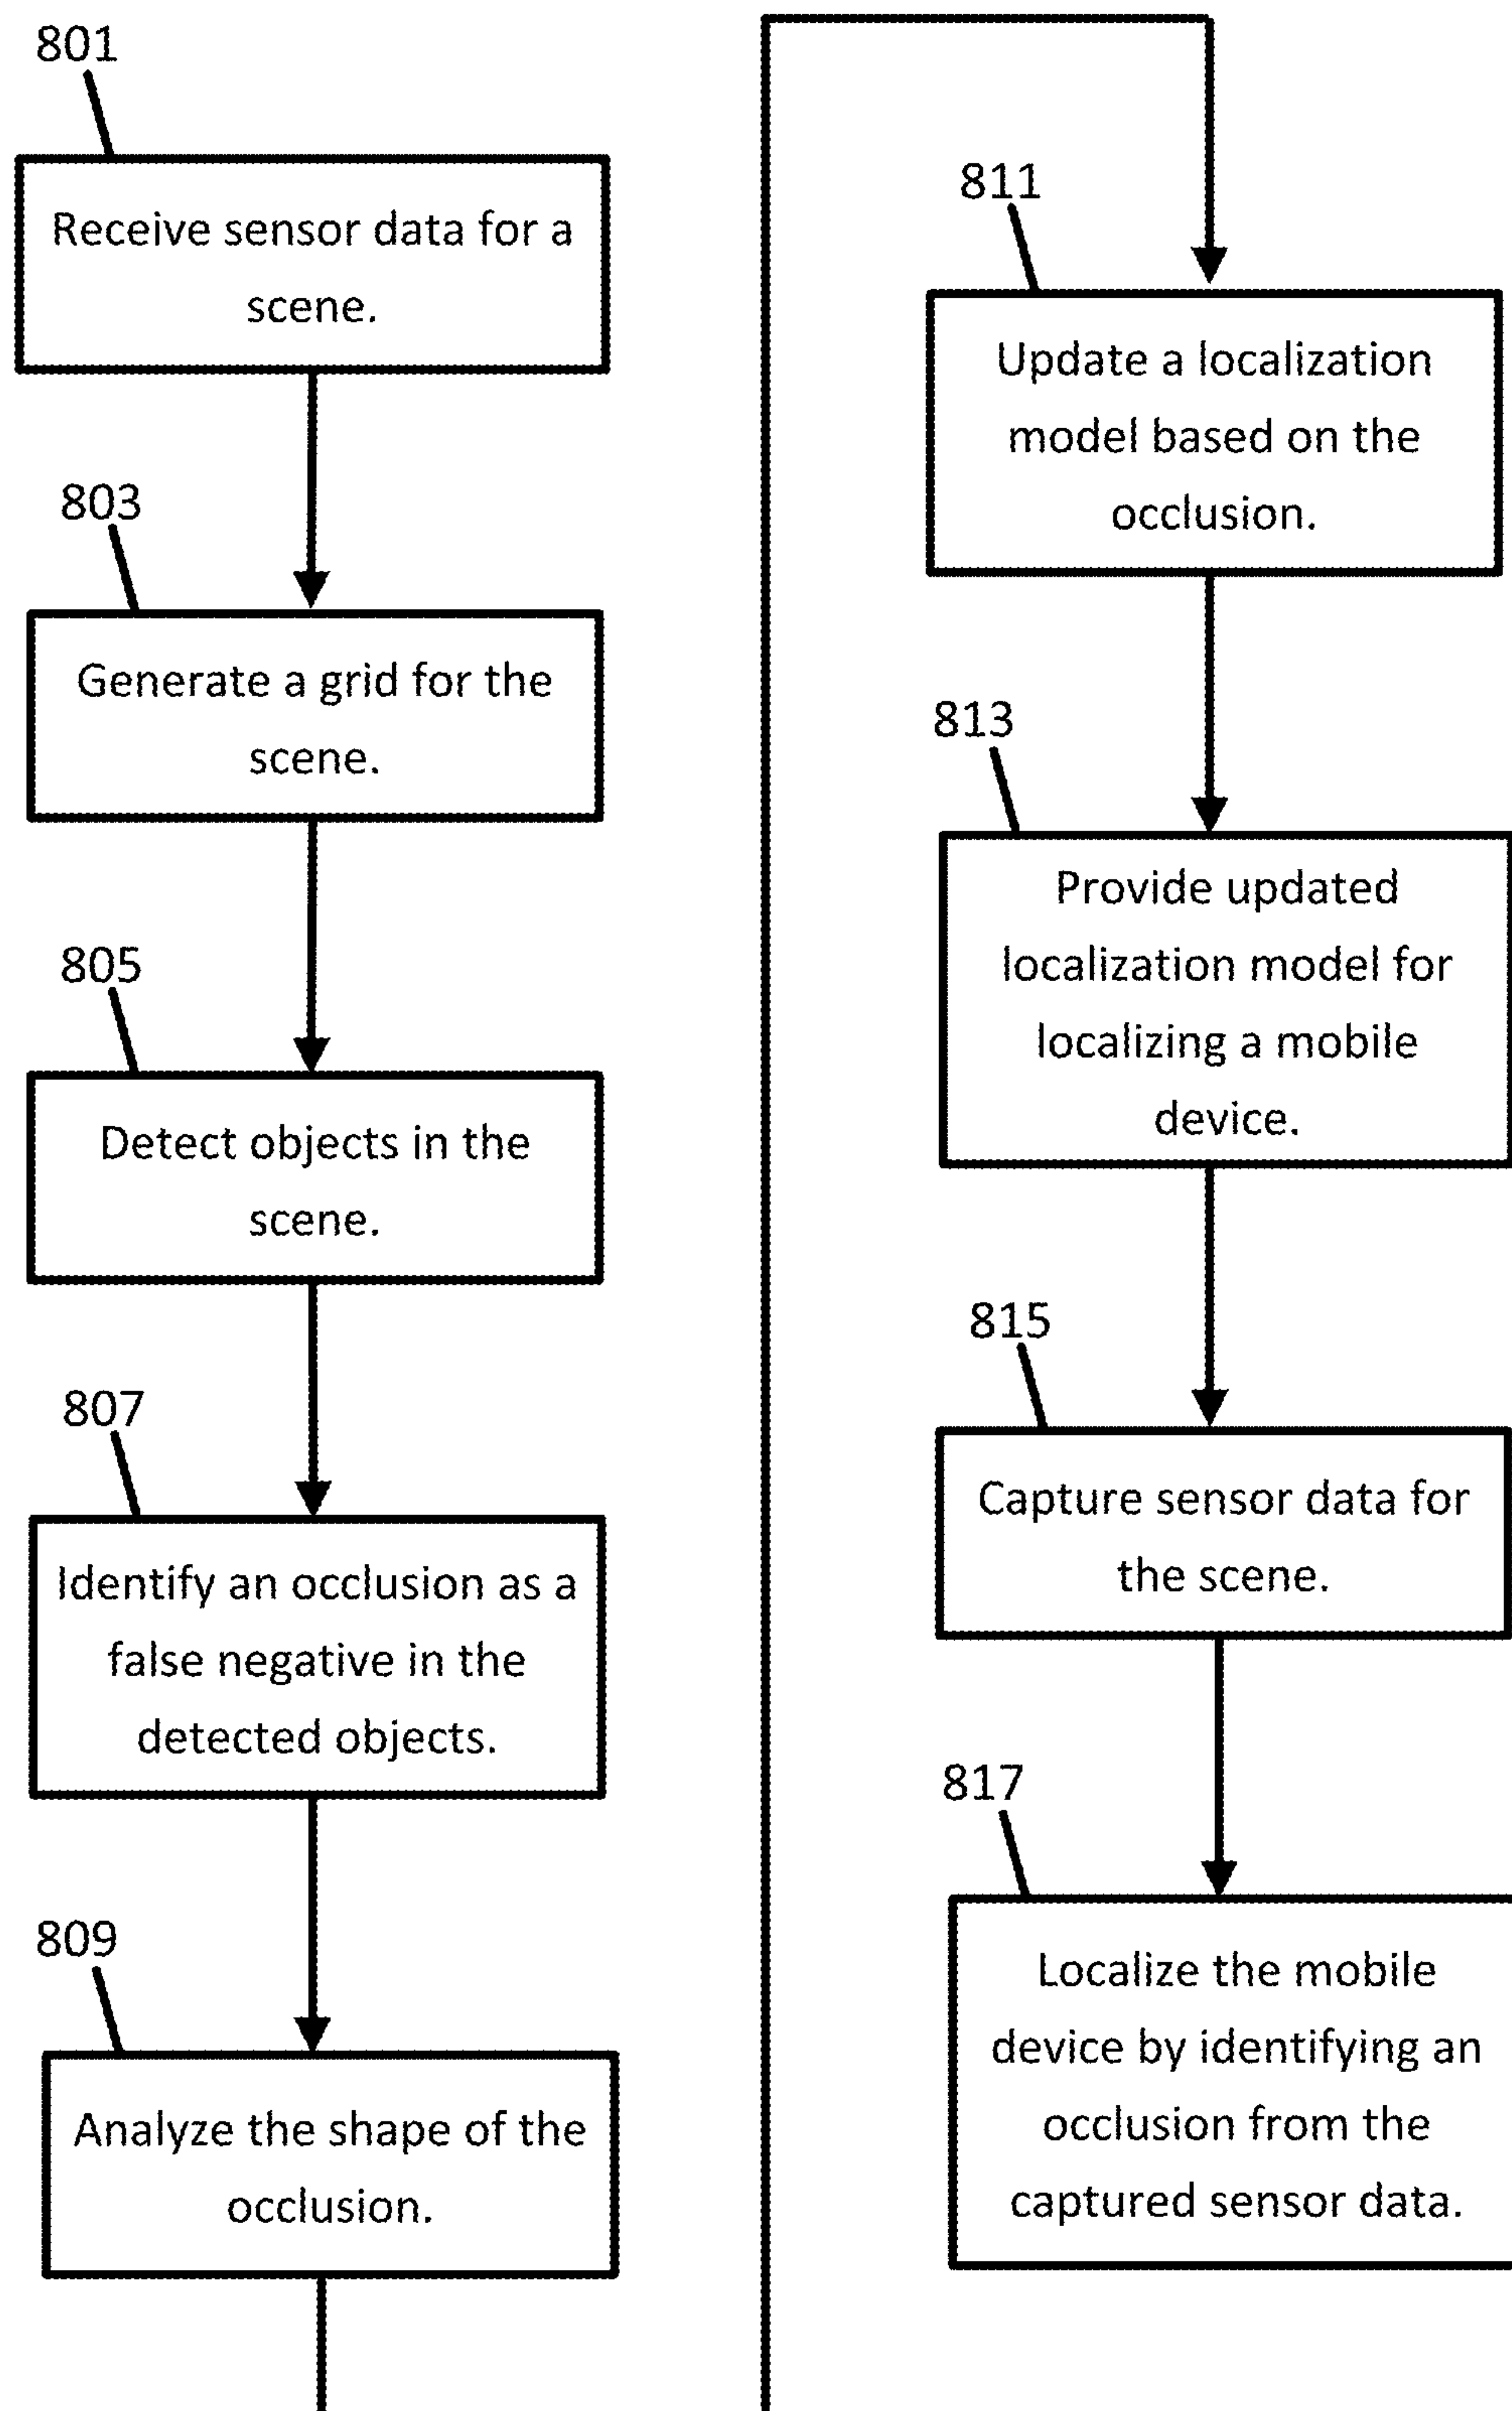 801
Receive sensor data for a
scene.
803
Generate a grid for the
scene.
805
Detect objects in the
scene.
807
Identify an occlusion as a
false negative in the
detected objects.
809
Analyze the shape of the
occlusion.
811
Update a localization
model based on the
occlusion.
813
Provide updated
localization model for
localizing a mobile
device.
815
Capture sensor data for
the scene.
817
Localize the mobile
device by identifying an
occlusion from the
captured sensor data.